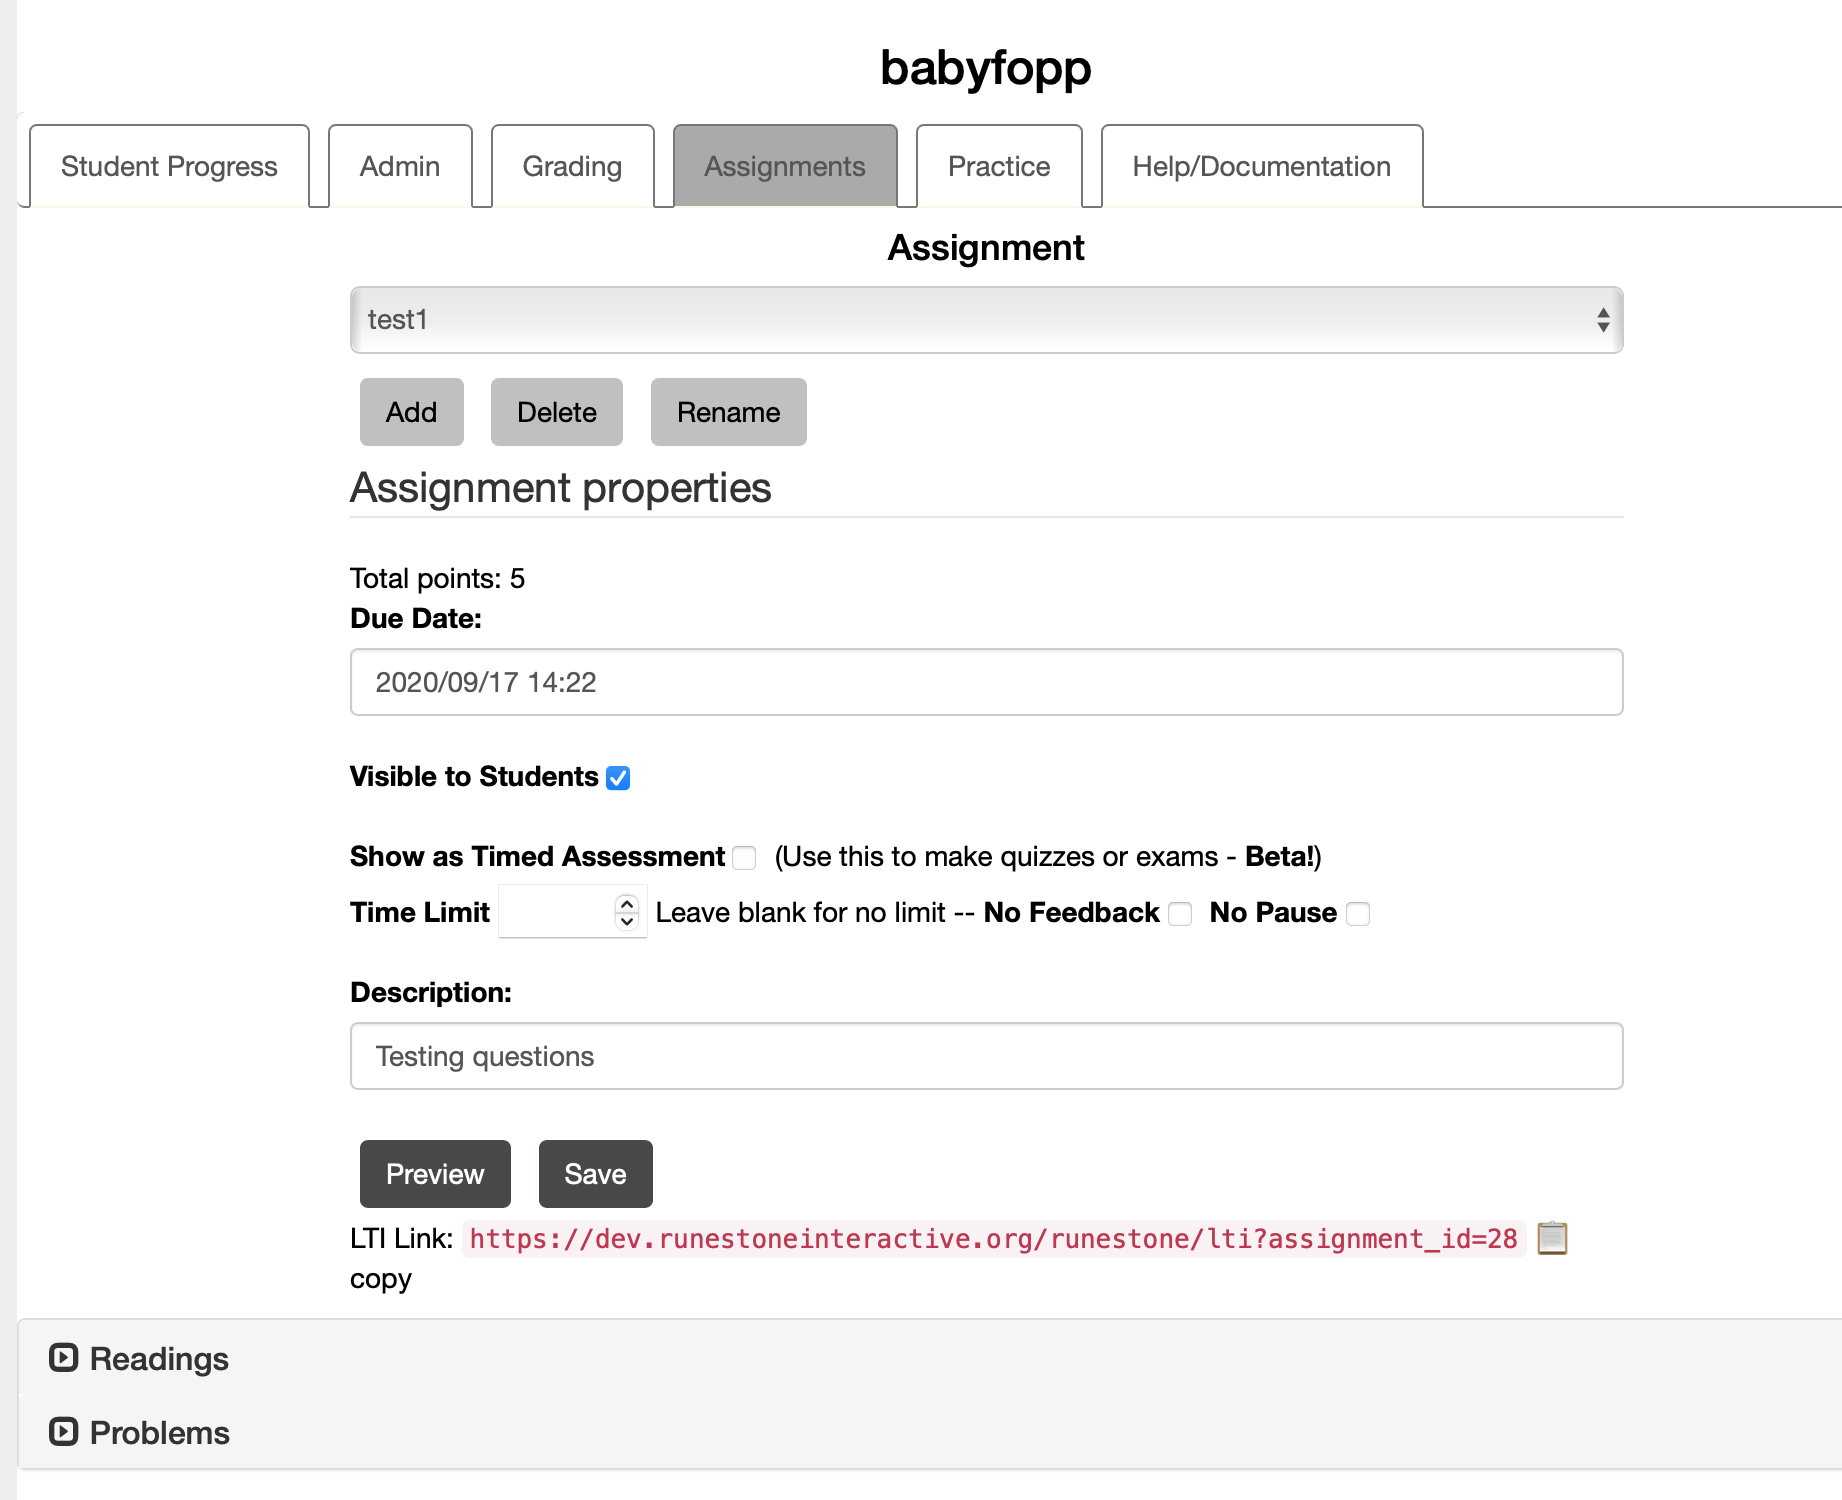 babyfopp
Student Progress Admin Grading Assignments Practice Help/Documentation
Assignment
test1
Add Delete Rename
Assignment properties
Total points: 5
Due Date:
2020/09/17 14:22
Visible to Students
Show as Timed Assessment (Use this to make quizzes or exams - Beta!)
Time Limit Leave blank for no limit -- No Feedback No Pause
Description:
Testing questions
Preview Save
LTI Link: https://dev.runestoneinteractive.org/runestone/lti?assignment_id=28
copy
Readings
Problems